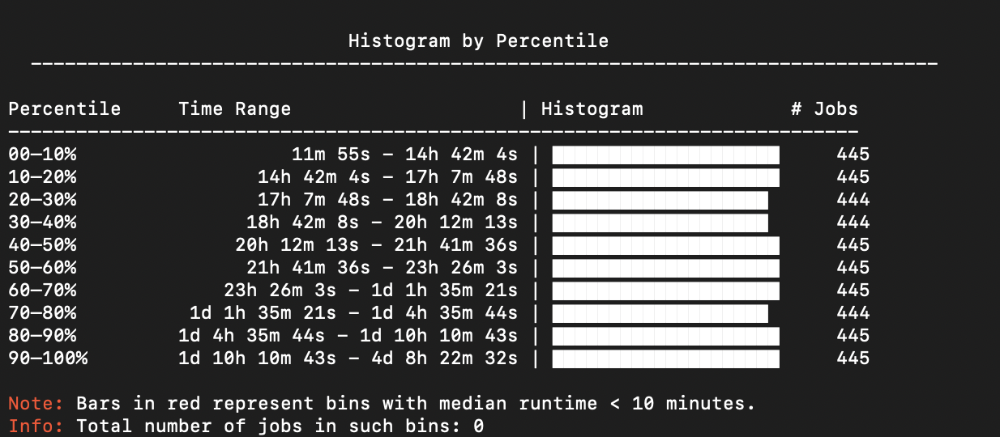 Histogram by Percentile
Percentile Time Range | Histogram # Jobs
00—10% 11m 55s – 14h 42m 4s | 445
10—20% 14h 42m 4s – 17h 7m 48s | 445
20—30% 17h 7m 48s – 18h 42m 8s | 444
30—40% 18h 42m 8s – 20h 12m 13s | 444
40—50% 20h 12m 13s – 21h 41m 36s | 445
50—60% 21h 41m 36s – 23h 26m 3s | 445
60—70% 23h 26m 3s – 1d 1h 35m 21s | 445
70—80% 1d 1h 35m 21s – 1d 4h 35m 44s | 444
80—90% 1d 4h 35m 44s – 1d 10h 10m 43s | 445
90—100% 1d 10h 10m 43s – 4d 8h 22m 32s | 445
Note: Bars in red represent bins with median runtime < 10 minutes.
Info: Total number of jobs in such bins: 0